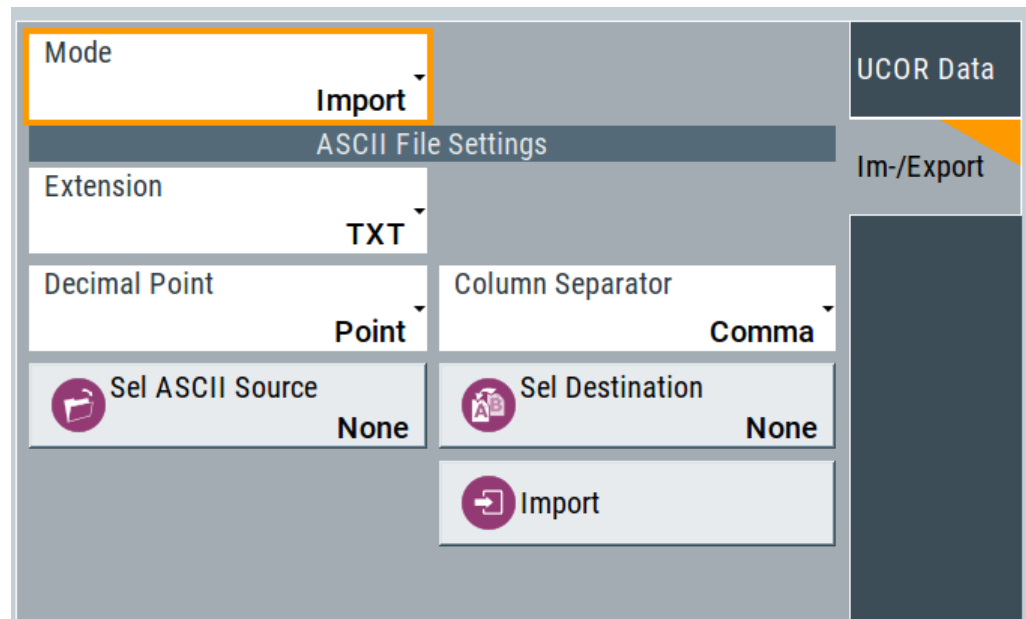 Mode
Import
ASCII File Settings
Extension
TXT
Decimal Point
Point
Column Separator
Comma
Sel ASCII Source
None
A B
Sel Destination
None
Import
UCOR Data
Im-/Export